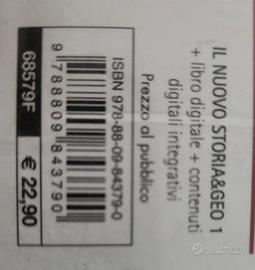 IL NUOVO STORIA&GEO 1
+ libro digitale + contenuti
digitali integrativi
Prezzo al pubblico
ISBN 978-88-09-84379-0
9 788809 843790
68579F
€ 22,90
subito